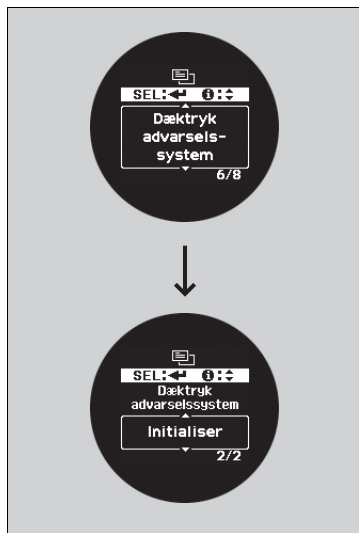 SEL:↵ ℹ:⬍
Dæktryk
advarsels-
system
6/8
SEL:↵ ℹ:⬍
Dæktryk
advarselssystem
Initialiser
2/2